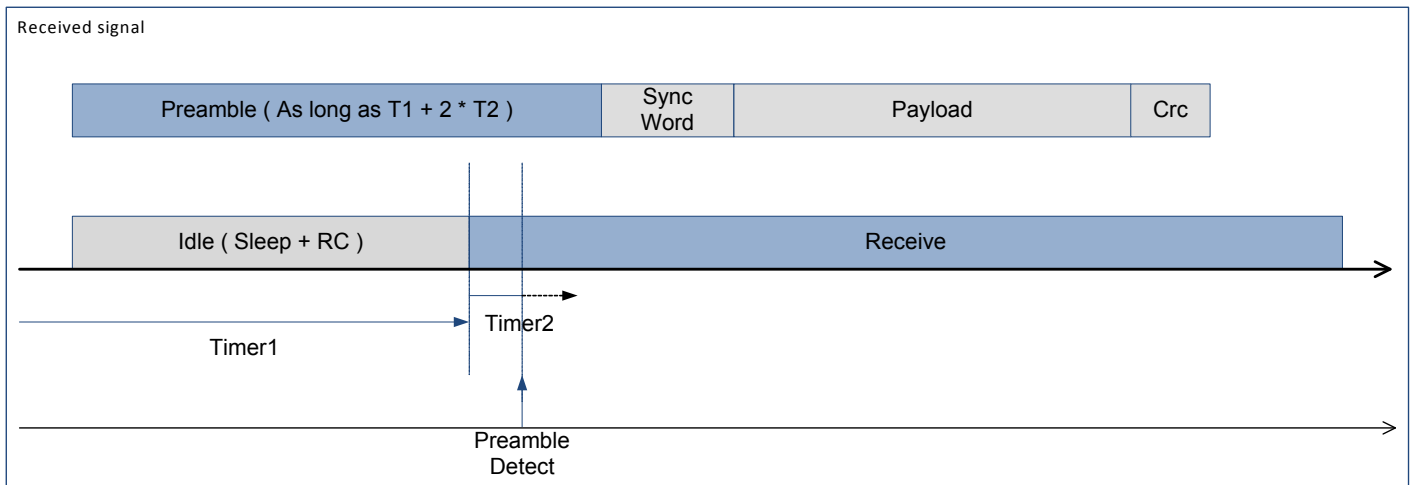 Received signal
Preamble ( As long as T1 + 2 * T2 )
Sync
Word
Payload
Crc
Idle ( Sleep + RC )
Receive
Timer2
Timer1
Preamble
Detect